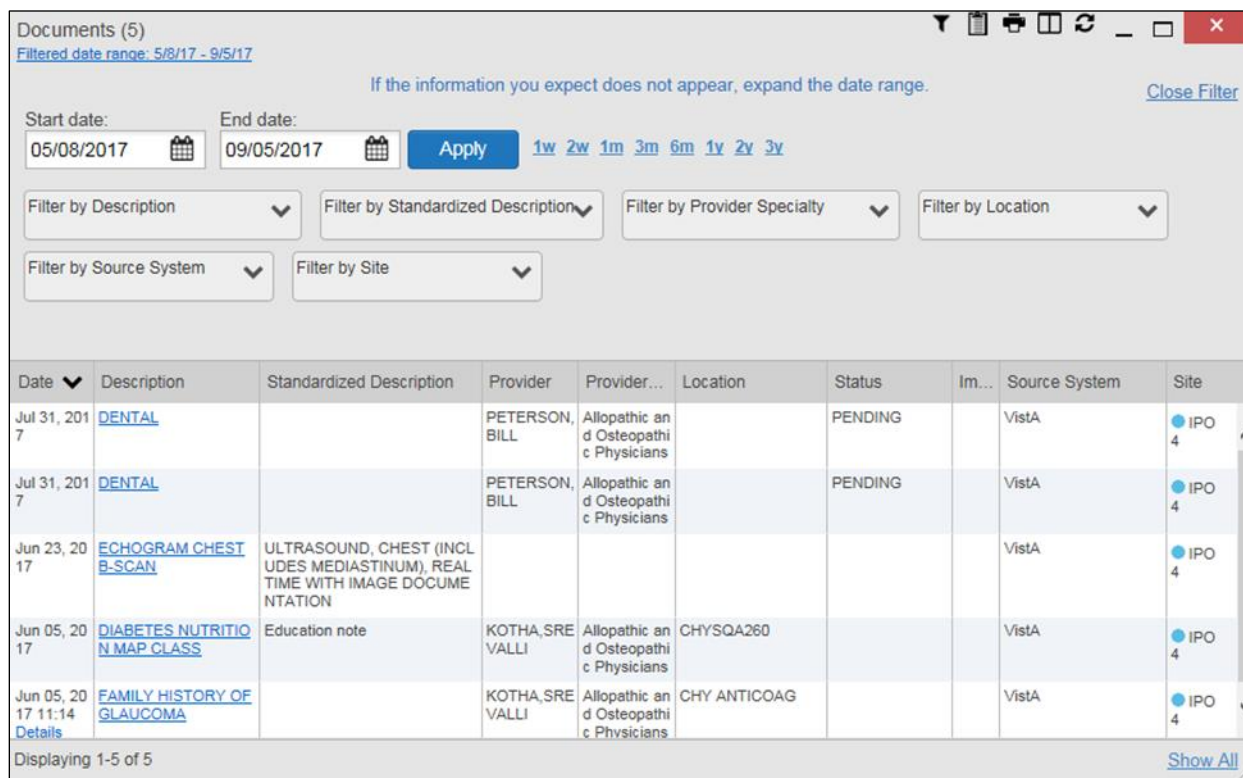 Documents (5)
Filtered date range: 5/8/17 - 9/5/17
If the information you expect does not appear, expand the date range.
Close Filter
Start date:
End date:
05/08/2017
09/05/2017
Apply
1w 2w 1m 3m 6m 1y 2y 3y
Filter by Description
Filter by Standardized Description
Filter by Provider Specialty
Filter by Location
Filter by Source System
Filter by Site
Date Description Standardized Description Provider Provider... Location Status Im... Source System Site
Jul 31, 201 DENTAL PETERSON, Allopathic an PENDING VistA IPO
7 BILL d Osteopathi 4
c Physicians
Jul 31, 201 DENTAL PETERSON, Allopathic an PENDING VistA IPO
7 BILL d Osteopathi 4
c Physicians
Jun 23, 20 ECHOGRAM CHEST ULTRASOUND, CHEST (INCL VistA IPO
17 B-SCAN UDES MEDIASTINUM), REAL 4
TIME WITH IMAGE DOCUME
NTATION
Jun 05, 20 DIABETES NUTRITIO Education note KOTHA,SRE Allopathic an CHYSQA260 VistA IPO
17 N MAP CLASS VALLI d Osteopathi 4
c Physicians
Jun 05, 20 FAMILY HISTORY OF KOTHA,SRE Allopathic an CHY ANTICOAG VistA IPO
17 11:14 GLAUCOMA VALLI d Osteopathi 4
Details c Physicians
Displaying 1-5 of 5
Show All